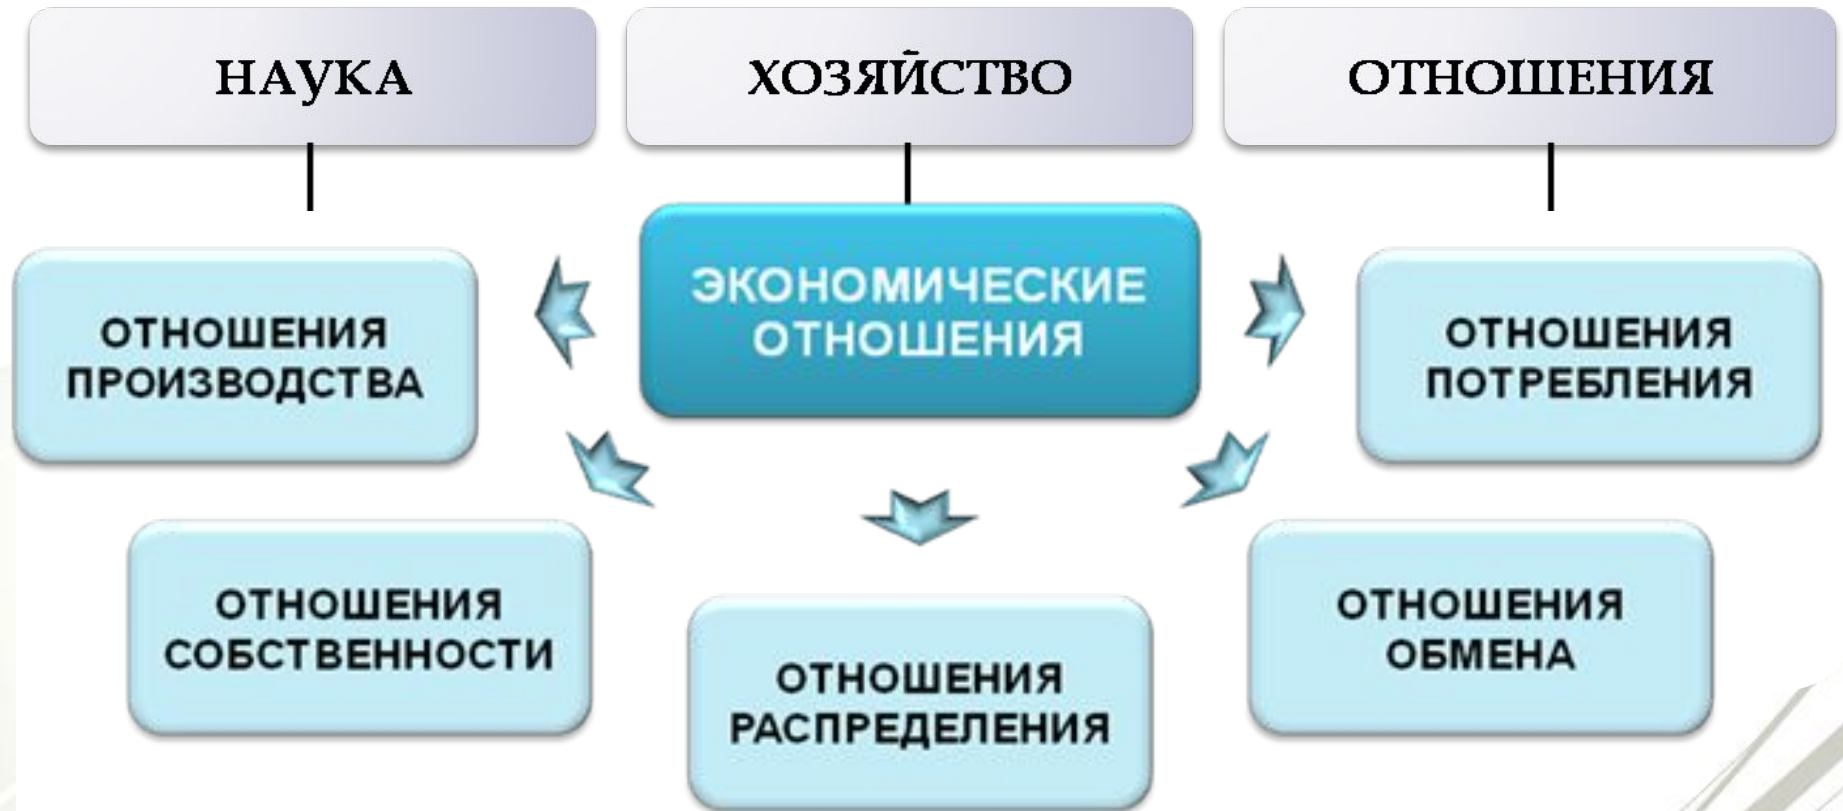 НАУКА
ХОЗЯЙСТВО
ОТНОШЕНИЯ
ЭКОНОМИЧЕСКИЕ
ОТНОШЕНИЯ
ОТНОШЕНИЯ
ПРОИЗВОДСТВА
ОТНОШЕНИЯ
ПОТРЕБЛЕНИЯ
ОТНОШЕНИЯ
СОБСТВЕННОСТИ
ОТНОШЕНИЯ
РАСПРЕДЕЛЕНИЯ
ОТНОШЕНИЯ
ОБМЕНА